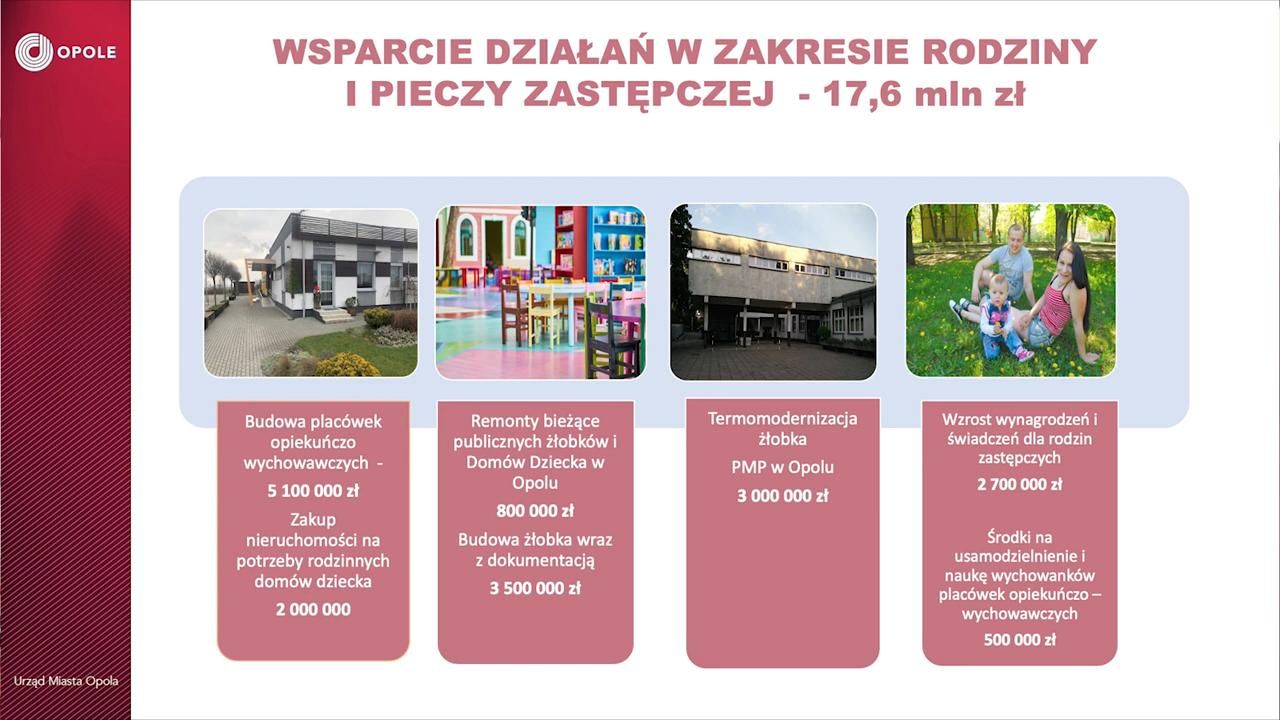 OPOLE
WSPARCIE DZIAŁAŃ W ZAKRESIE RODZINY
I PIECZY ZASTĘPCZEJ - 17,6 mln zł
Budowa placówek
opiekuńczo
wychowawczych -
5 100 000 zł
Zakup
nieruchomości na
potrzeby rodzinnych
domów dziecka
2 000 000
Remonty bieżące
publicznych żłobków i
Domów Dziecka w
Opolu
800 000 zł
Budowa żłobka wraz
z dokumentacją
3 500 000 zł
Termomodernizacja
żłobka
PMP w Opolu
3 000 000 zł
Wzrost wynagrodzeń i
świadczeń dla rodzin
zastępczych
2 700 000 zł
Środki na
usamodzielnienie i
naukę wychowanków
placówek opiekuńczo –
wychowawczych
500 000 zł
Urząd Miasta Opola